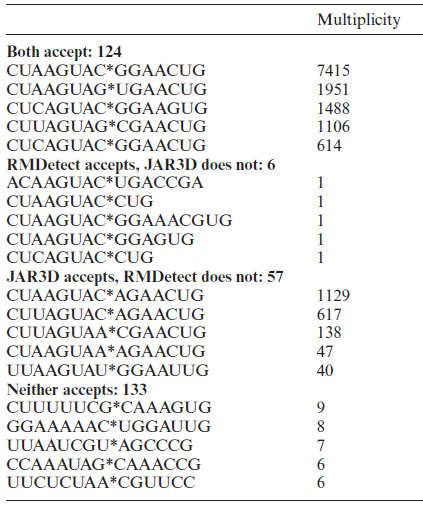 Multiplicity
Both accept: 124
CUAAGUAC*GGAACUG 7415
CUAAGUAG*UGAACUG 1951
CUCAGUAC*GGAAGUG 1488
CUUAGUAG*CGAACUG 1106
CUCAGUAC*GGAACUG 614
RMDetect accepts, JAR3D does not: 6
ACAAGUAC*UGACCGA 1
CUAAGUAC*CUG 1
CUAAGUAC*GGAAACGUG 1
CUAAGUAC*GGAGUG 1
CUCAGUAC*CUG 1
JAR3D accepts, RMDetect does not: 57
CUAAGUAC*AGAACUG 1129
CUUAGUAC*AGAACUG 617
CUUAGUAA*CGAACUG 138
CUAAGUAA*AGAACUG 47
UUAAGUAU*GGAAUUG 40
Neither accepts: 133
CUUUUUCG*CAAAGUG 9
GGAAAAAC*UGGAUUG 8
UUAAUCGU*AGCCCG 7
CCAAAUAG*CAAACCG 6
UUCUCUAA*CGUUCC 6